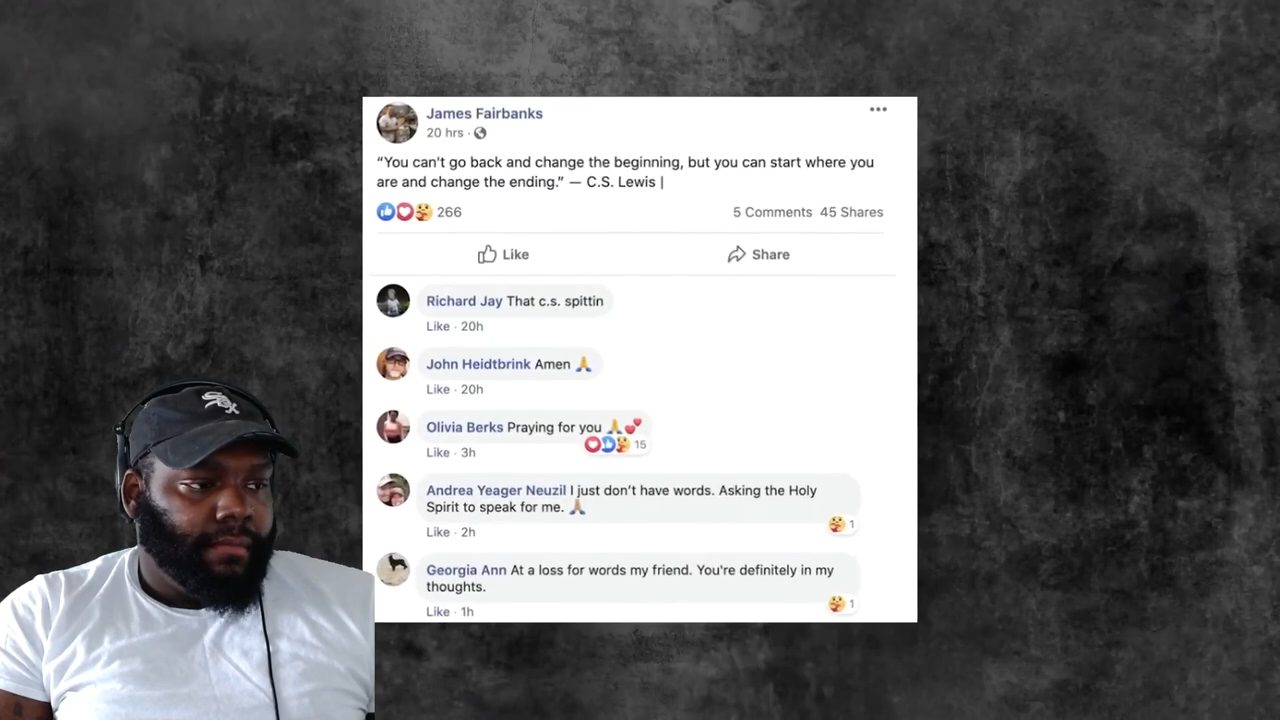 James Fairbanks
20 hrs ·
“You can't go back and change the beginning, but you can start where you
are and change the ending.” — C.S. Lewis |
266
5 Comments 45 Shares
Like
Share
Richard Jay That c.s. spittin
Like · 20h
John Heidtbrink Amen 🙏
Like · 20h
Olivia Berks Praying for you 🙏💕
15
Like · 3h
Andrea Yeager Neuzil I just don’t have words. Asking the Holy
Spirit to speak for me. 🙏
1
Like · 2h
Georgia Ann At a loss for words my friend. You're definitely in my
thoughts.
1
Like · 1h
Sox